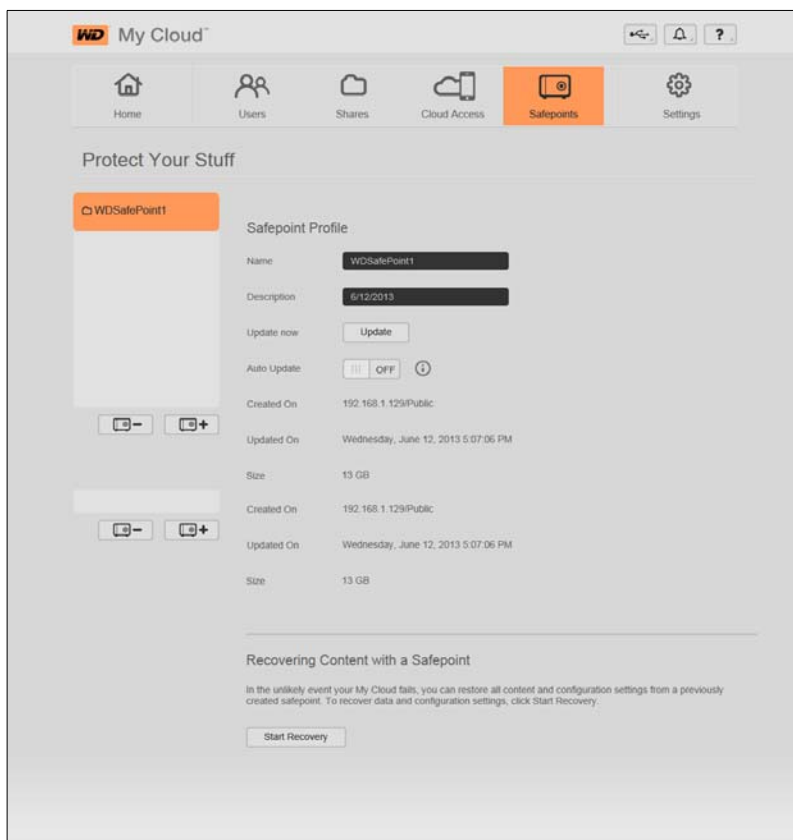 WD My Cloud™
?
Home Users Shares Cloud Access Safepoints Settings
Protect Your Stuff
WDSafePoint1
Safepoint Profile
Name WDSafePoint1
Description 6/12/2013
Update now Update
Auto Update OFF
Created On 192.168.1.129/Public
Updated On Wednesday, June 12, 2013 5:07:06 PM
Size 13 GB
Created On 192.168.1.129/Public
Updated On Wednesday, June 12, 2013 5:07:06 PM
Size 13 GB
Recovering Content with a Safepoint
In the unlikely event your My Cloud fails, you can restore all content and configuration settings from a previously
created safepoint. To recover data and configuration settings, click Start Recovery.
Start Recovery